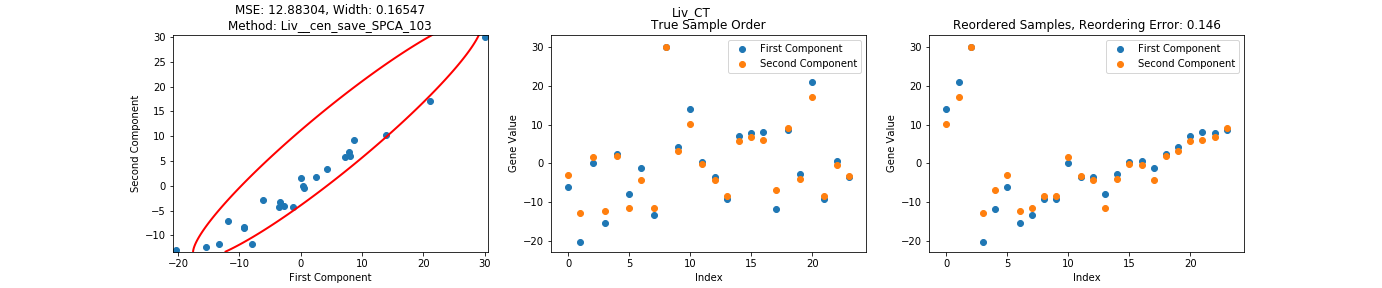 Liv_CT
MSE: 12.88304, Width: 0.16547
Method: Liv__cen_save_SPCA_103
30
25
20
15
10
5
0
−5
−10
Second Component
−20
−10
0
10
20
30
First Component
True Sample Order
First Component
Second Component
30
20
10
0
−10
−20
Gene Value
0
5
10
15
20
Index
Reordered Samples, Reordering Error: 0.146
First Component
Second Component
30
20
10
0
−10
−20
Gene Value
0
5
10
15
20
Index